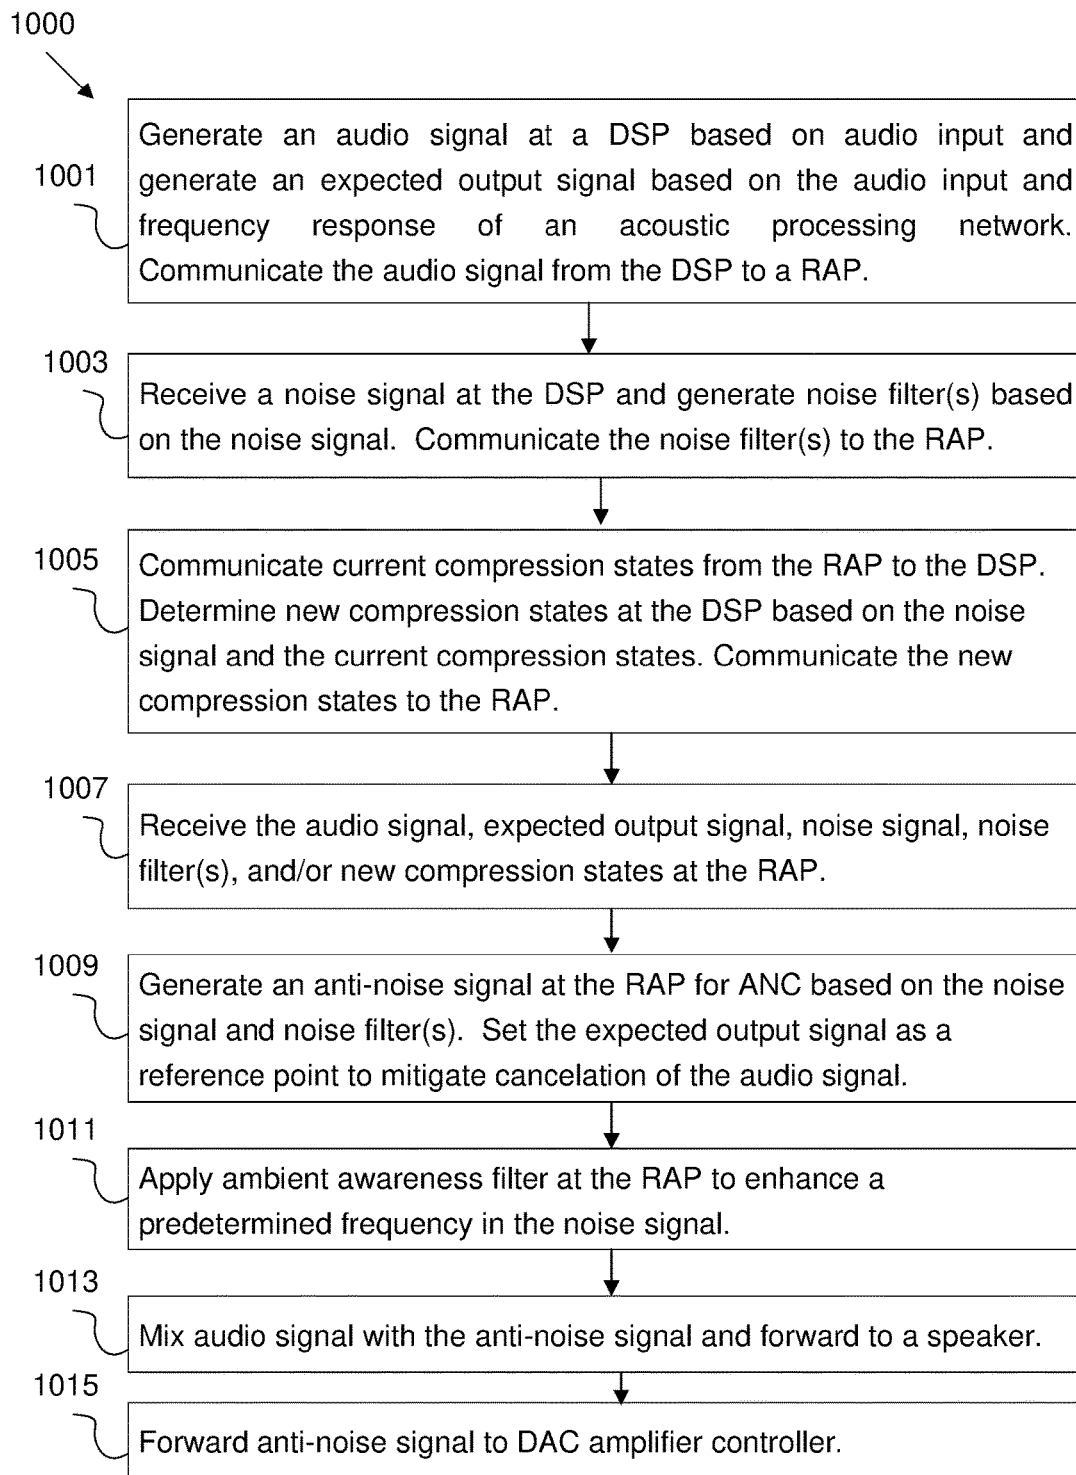 1000
1001
Generate an audio signal at a DSP based on audio input and
generate an expected output signal based on the audio input and
frequency response of an acoustic processing network.
Communicate the audio signal from the DSP to a RAP.
1003
Receive a noise signal at the DSP and generate noise filter(s) based
on the noise signal. Communicate the noise filter(s) to the RAP.
1005
Communicate current compression states from the RAP to the DSP.
Determine new compression states at the DSP based on the noise
signal and the current compression states. Communicate the new
compression states to the RAP.
1007
Receive the audio signal, expected output signal, noise signal, noise
filter(s), and/or new compression states at the RAP.
1009
Generate an anti-noise signal at the RAP for ANC based on the noise
signal and noise filter(s). Set the expected output signal as a
reference point to mitigate cancelation of the audio signal.
1011
Apply ambient awareness filter at the RAP to enhance a
predetermined frequency in the noise signal.
1013
Mix audio signal with the anti-noise signal and forward to a speaker.
1015
Forward anti-noise signal to DAC amplifier controller.